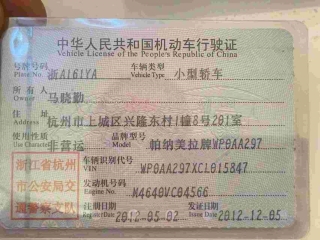 中华人民共和国机动车行驶证
Vehicle License of the People's Republic of China
号牌号码 Plate No. 浙A161YA 车辆类型 Vehicle Type 小型轿车
所有人 Owner 马晓勤
住址 杭州市上城区兴隆东村1幢8号201室
使用性质 非营运 品牌型号 帕纳美拉牌WP0AA297
车辆识别代号 VIN WP0AA297XCL015847
发动机号码 M4640VC04566
注册日期 Register Date 2012-05-02 发证日期 Issue Date 2012-12-05
浙江省杭州
市公安局交
通警察支队